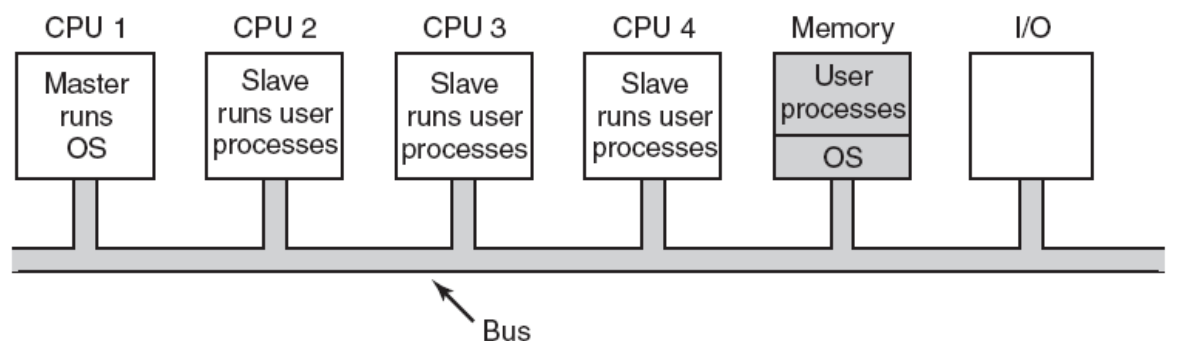 CPU 1
CPU 2
CPU 3
CPU 4
Memory
I/O
Master
runs
OS
Slave
runs user
processes
Slave
runs user
processes
Slave
runs user
processes
User
processes
OS
Bus